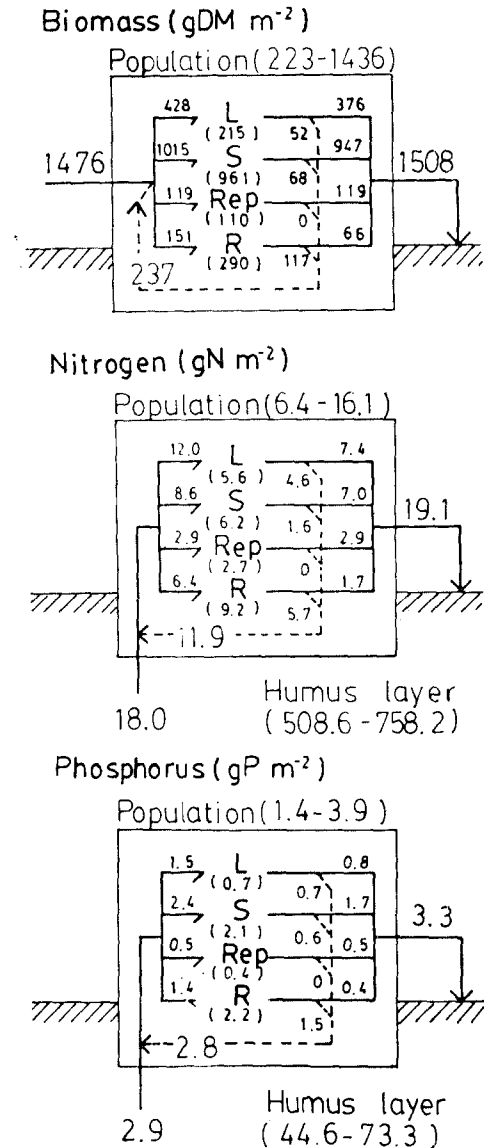 Biomass (gDM m⁻²)
Population (223-1436)
428 L 376
(215) 52
1476 1015 S 947 1508
(961) 68
119 Rep 119
(110) 0
151 R 66
237 (290) 117
Nitrogen (gN m⁻²)
Population (6.4-16.1)
12.0 L 7.4
(5.6) 4.6
8.6 S 7.0 19.1
(6.2) 1.6
2.9 Rep 2.9
(2.7) 0
6.4 R 1.7
(9.2) 5.7
11.9
18.0
Humus layer
(508.6-758.2)
Phosphorus (gP m⁻²)
Population (1.4-3.9)
1.5 L 0.8
(0.7) 0.7
2.4 S 1.7 3.3
(2.1) 0.6
0.5 Rep 0.5
(0.4) 0
1.4 R 0.4
(2.2) 1.5
2.8
2.9
Humus layer
(44.6-73.3)